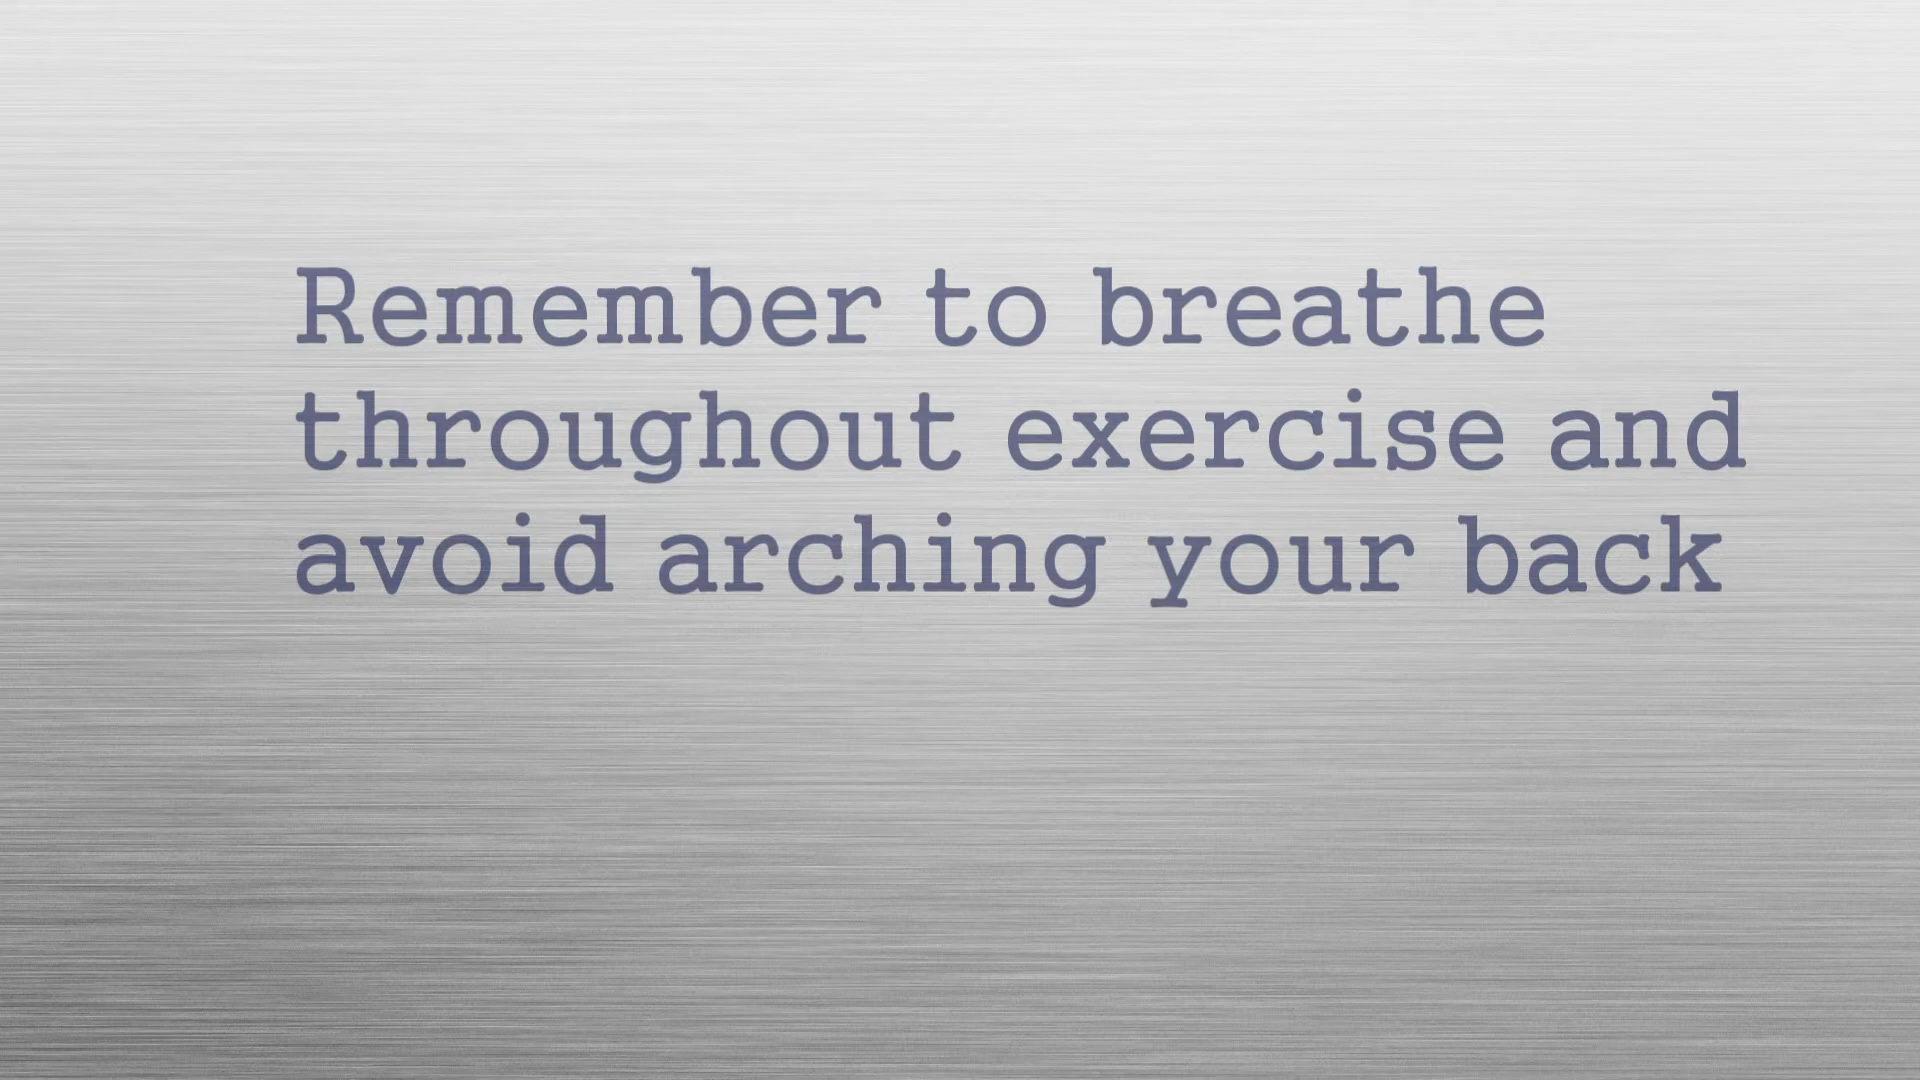 Remember to breathe
throughout exercise and
avoid arching your back